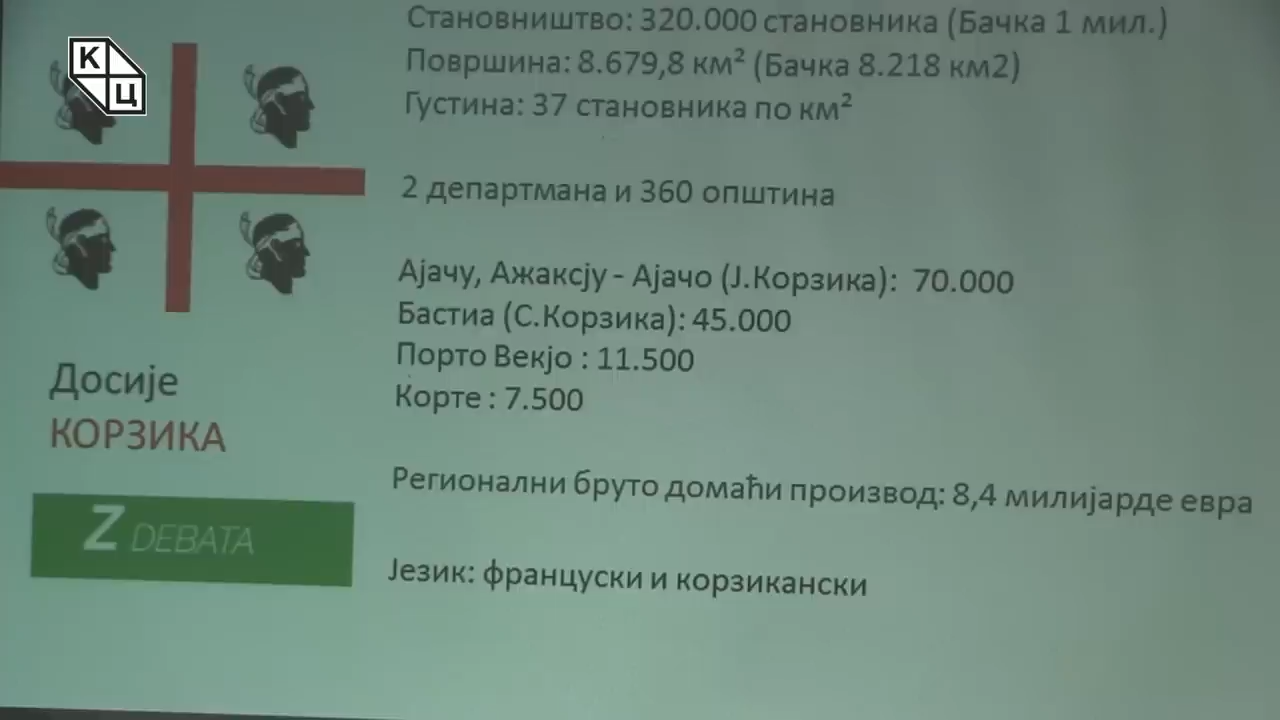 КЦ
Становништво: 320.000 становника (Бачка 1 мил.)
Површина: 8.679,8 км² (Бачка 8.218 км2)
Густина: 37 становника по км²
2 департмана и 360 општина
Ајачу, Ажаксју - Ајачо (Ј.Корзика): 70.000
Бастиа (С.Корзика): 45.000
Порто Векјо : 11.500
Корте : 7.500
Досије
КОРЗИКА
Регионални бруто домаћи производ: 8,4 милијарде евра
Z DEBATA
Језик: француски и корзикански